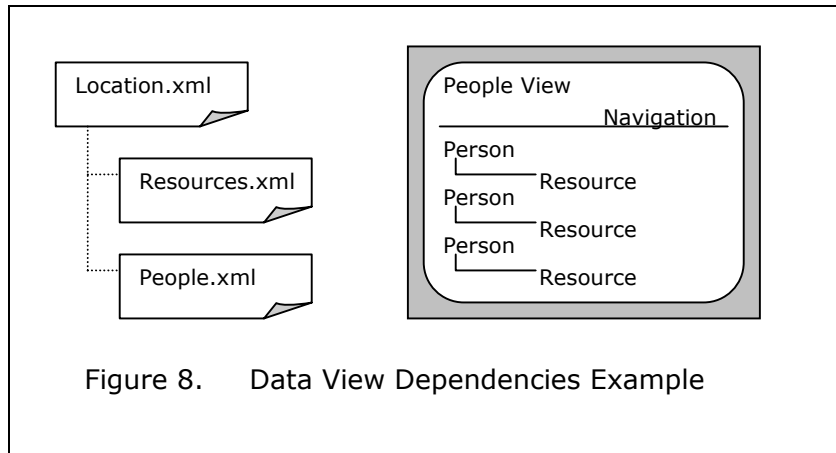 Location.xml
Resources.xml
People.xml
People View
Navigation
Person
Resource
Person
Resource
Person
Resource
Figure 8. Data View Dependencies Example